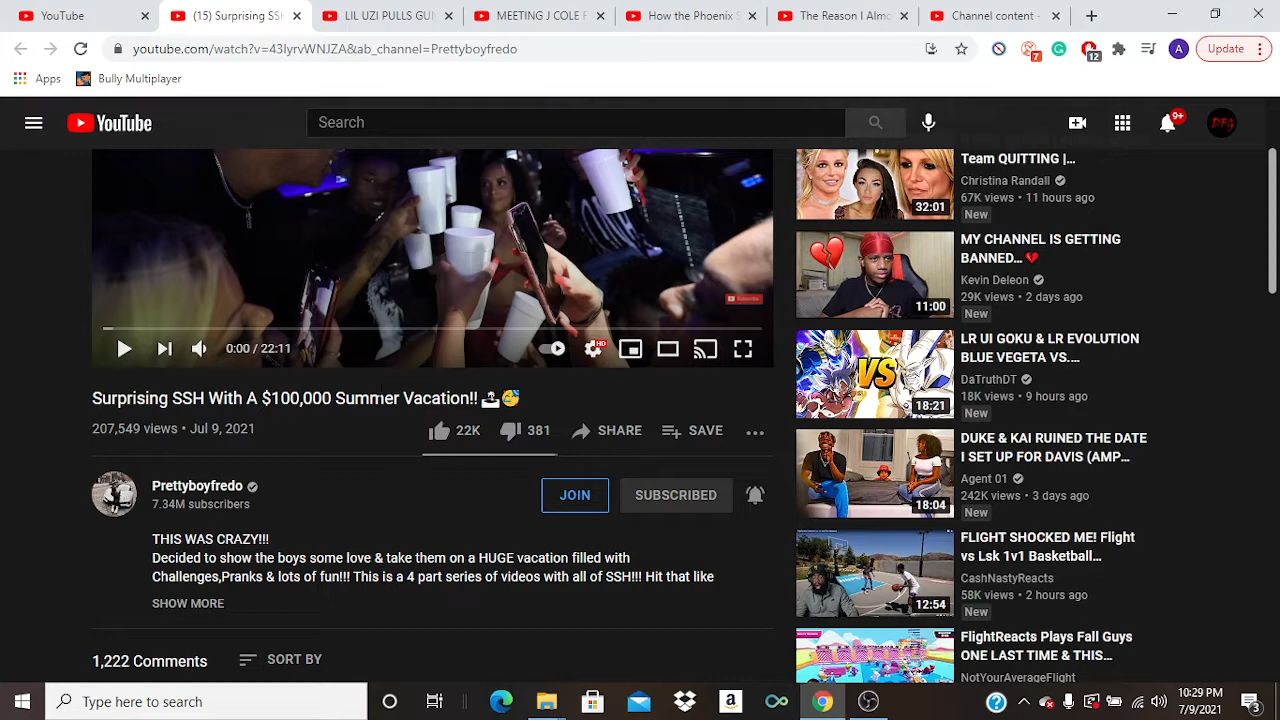 YouTube
(15) Surprising SSH
LIL UZI PULLS GUN
MEETING J COLE F
How the Phoenix S
The Reason I Almo
Channel content -
youtube.com/watch?v=43IyrvWNJZA&ab_channel=Prettyboyfredo
7
12
A
Update
Apps
Bully Multiplayer
YouTube
Search
9+
DFG
Subscribe
0:00 / 22:11
HD
Surprising SSH With A $100,000 Summer Vacation!!
207,549 views • Jul 9, 2021
22K
381
SHARE
SAVE
Prettyboyfredo
7.34M subscribers
JOIN
SUBSCRIBED
THIS WAS CRAZY!!!
Decided to show the boys some love & take them on a HUGE vacation filled with
Challenges,Pranks & lots of fun!!! This is a 4 part series of videos with all of SSH!!! Hit that like
SHOW MORE
1,222 Comments
SORT BY
32:01
Team QUITTING |...
Christina Randall
67K views • 11 hours ago
New
11:00
MY CHANNEL IS GETTING
BANNED...
Kevin Deleon
29K views • 2 days ago
New
VS
18:21
LR UI GOKU & LR EVOLUTION
BLUE VEGETA VS....
DaTruthDT
18K views • 9 hours ago
New
18:04
DUKE & KAI RUINED THE DATE
I SET UP FOR DAVIS (AMP...
Agent 01
242K views • 3 days ago
New
12:54
FLIGHT SHOCKED ME! Flight
vs Lsk 1v1 Basketball...
CashNastyReacts
58K views • 2 hours ago
New
FlightReacts Plays Fall Guys
ONE LAST TIME & THIS...
NotYourAverageFlight
Type here to search
10:29 PM
7/9/2021
3